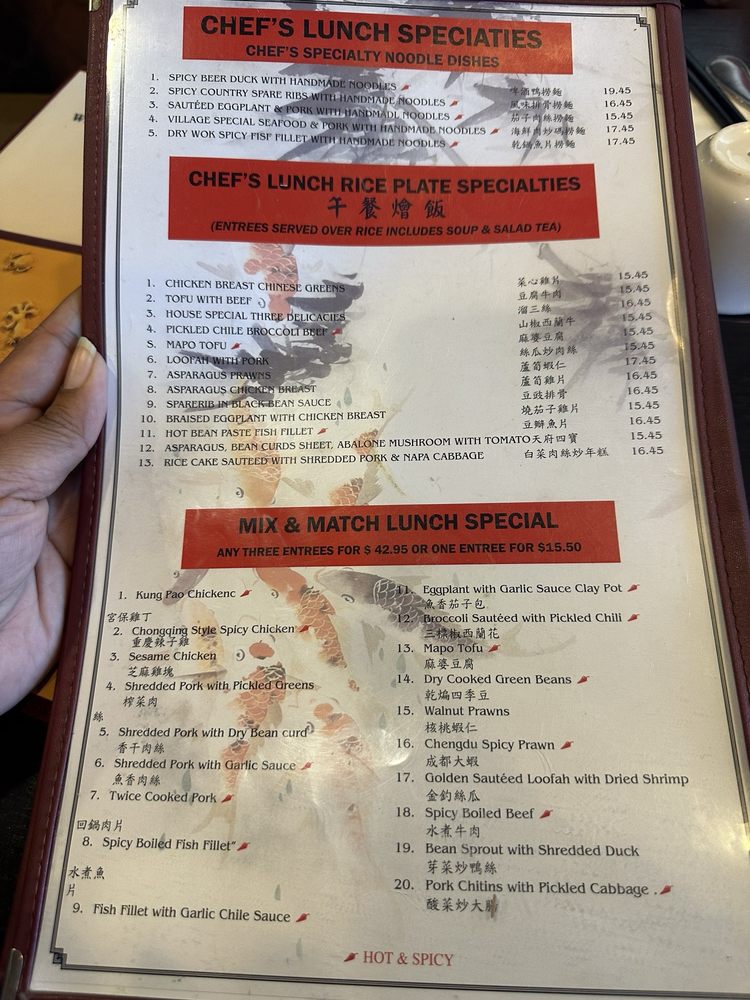 CHEF'S LUNCH SPECIATIES
CHEF'S SPECIALTY NOODLE DISHES
1. SPICY BEER DUCK WITH HANDMADE NOODLES 啤酒鴨撈麵 19.45
2. SPICY COUNTRY SPARE RIBS WITH HANDMADE NOODLES 風味排骨撈麵 16.45
3. SAUTÉED EGGPLANT & PORK WITH HANDMADL NOODLES 茄子肉絲撈麵 15.45
4. VILLAGE SPECIAL SEAFOOD & PORK WITH HANDMADE NOODLES 海鮮肉炒碼撈麵 17.45
5. DRY WOK SPICY FISF FILLET WITH HANDMADE NOODLES 乾鍋魚片撈麵 17.45
CHEF'S LUNCH RICE PLATE SPECIALTIES
午餐燴飯
(ENTREES SERVED OVER RICE INCLUDES SOUP & SALAD TEA)
1. CHICKEN BREAST CHINESE GREENS 菜心雞片 15.45
2. TOFU WITH BEEF 豆腐牛肉 15.45
3. HOUSE SPECIAL THREE DELICACIES 溜三絲 16.45
4. PICKLED CHILE BROCCOLI BEEF 山椒西蘭牛 15.45
5. MAPO TOFU 麻婆豆腐 15.45
6. LOOFAH WITH PORK 絲瓜炒肉絲 15.45
7. ASPARAGUS PRAWNS 蘆筍蝦仁 17.45
8. ASPARAGUS CHICKEN BREAST 蘆筍雞片 16.45
9. SPARERIB IN BLACK BEAN SAUCE 豆豉排骨 16.45
10. BRAISED EGGPLANT WITH CHICKEN BREAST 燒茄子雞片 15.45
11. HOT BEAN PASTE FISH FILLET 豆瓣魚片 16.45
12. ASPARAGUS, BEAN CURDS SHEET, ABALONE MUSHROOM WITH TOMATO 天府四寶 15.45
13. RICE CAKE SAUTEED WITH SHREDDED PORK & NAPA CABBAGE 白菜肉絲炒年糕 16.45
MIX & MATCH LUNCH SPECIAL
ANY THREE ENTREES FOR $ 42.95 OR ONE ENTREE FOR $15.50
1. Kung Pao Chickenc
宮保雞丁
2. Chongqing Style Spicy Chicken
重慶辣子雞
3. Sesame Chicken
芝麻雞塊
4. Shredded Pork with Pickled Greens
榨菜肉
絲
5. Shredded Pork with Dry Bean curd
香干肉絲
6. Shredded Pork with Garlic Sauce
魚香肉絲
7. Twice Cooked Pork
回鍋肉片
8. Spicy Boiled Fish Fillet"
水煮魚
片
9. Fish Fillet with Garlic Chile Sauce
11. Eggplant with Garlic Sauce Clay Pot
魚香茄子包
12. Broccoli Sautéed with Pickled Chili
三椒西蘭花
13. Mapo Tofu
麻婆豆腐
14. Dry Cooked Green Beans
乾煸四季豆
15. Walnut Prawns
核桃蝦仁
16. Chengdu Spicy Prawn
成都大蝦
17. Golden Sautéed Loofah with Dried Shrimp
金釣絲瓜
18. Spicy Boiled Beef
水煮牛肉
19. Bean Sprout with Shredded Duck
芽菜炒鴨絲
20. Pork Chitins with Pickled Cabbage .
酸菜炒大腸
HOT & SPICY